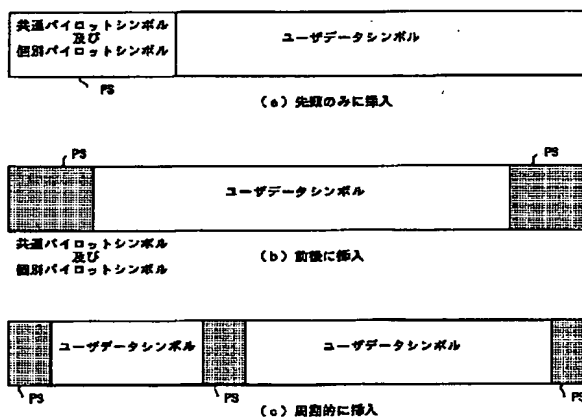 共通パイロットシンボル
及び
個別パイロットシンボル
ユーザデータシンボル
PS
(a) 先頭のみに挿入
PS
PS
ユーザデータシンボル
共通パイロットシンボル
及び
個別パイロットシンボル
(b) 前後に挿入
ユーザデータシンボル
ユーザデータシンボル
PS
PS
PS
(c) 周期的に挿入